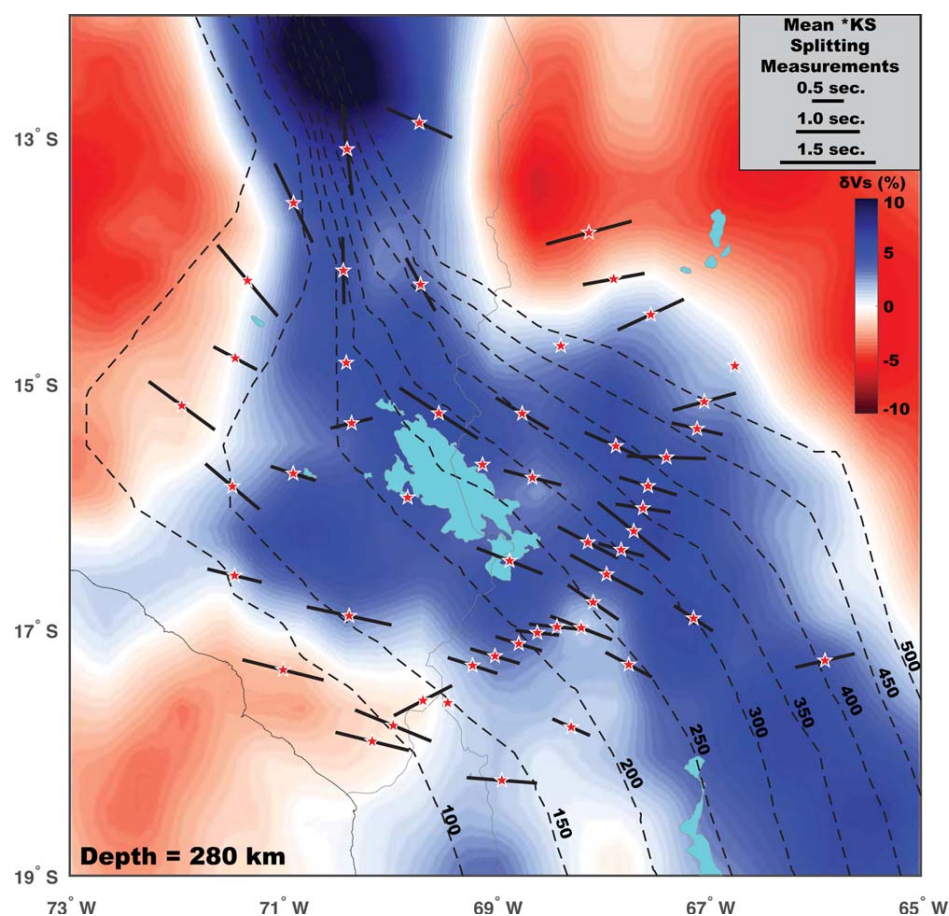 Mean *KS
Splitting
Measurements
0.5 sec.
1.0 sec.
1.5 sec.
δVs (%)
10
0
-5
-10
13° S
15° S
17° S
19° S
500
450
400
350
300
250
200
150
100
Depth = 280 km
73° W
71° W
69° W
67° W
65° W